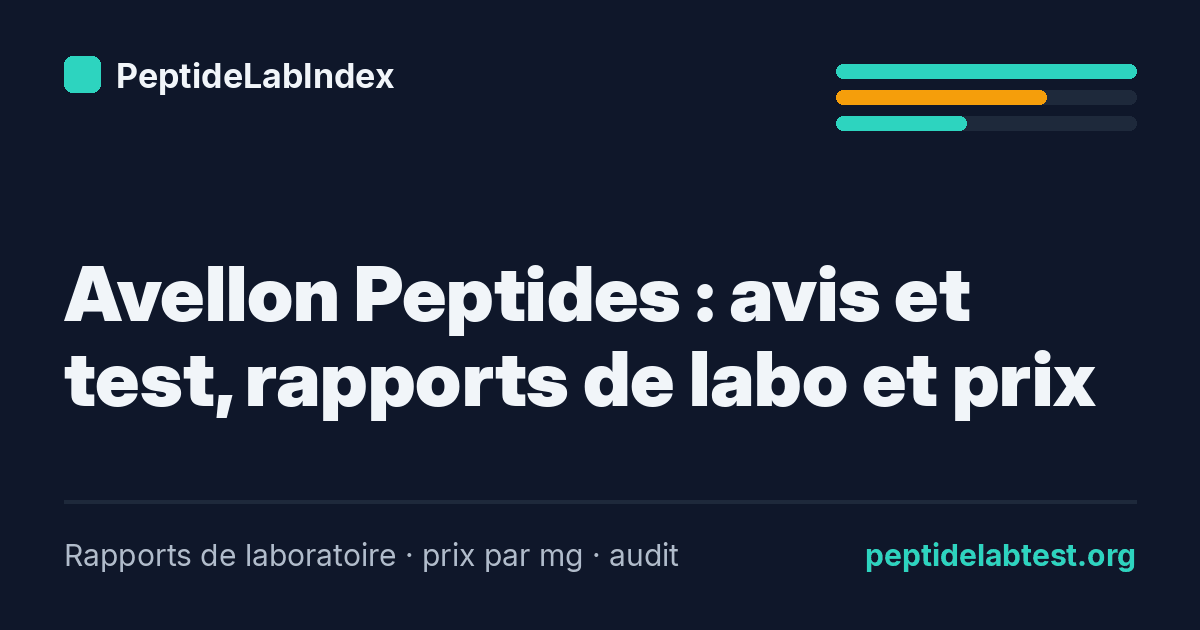 PeptideLabIndex
Avellon Peptides : avis et
test, rapports de labo et prix
Rapports de laboratoire · prix par mg · audit
peptidelabtest.org